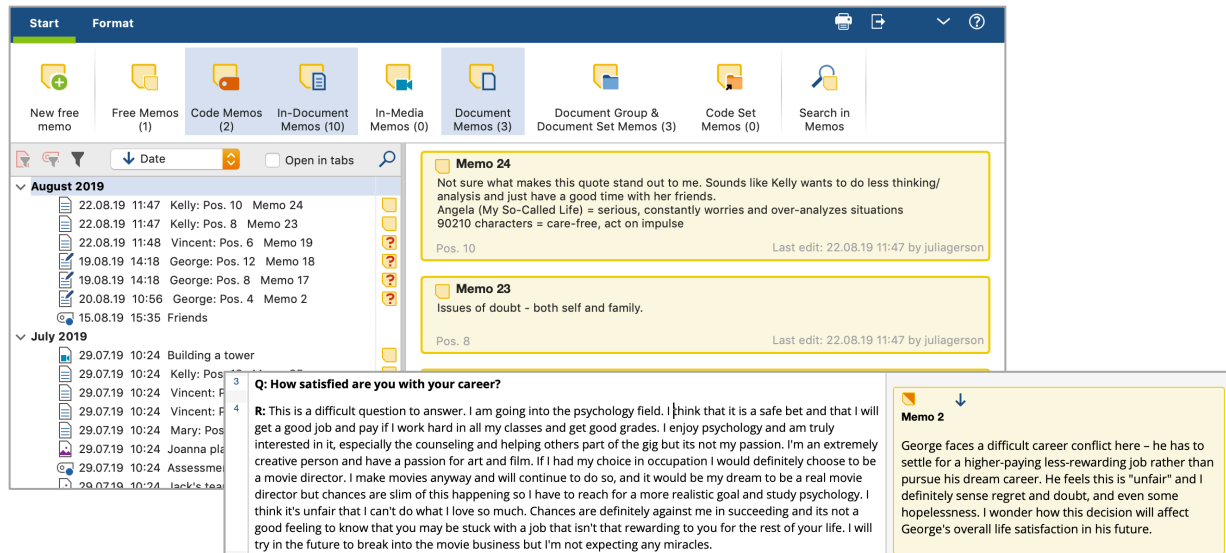 Start Format
New free memo
Free Memos (1)
Code Memos (2)
In-Document Memos (10)
In-Media Memos (0)
Document Memos (3)
Document Group & Document Set Memos (3)
Code Set Memos (0)
Search in Memos
Date
Open in tabs
August 2019
22.08.19 11:47 Kelly: Pos. 10 Memo 24
22.08.19 11:47 Kelly: Pos. 8 Memo 23
22.08.19 11:48 Vincent: Pos. 6 Memo 19
19.08.19 14:18 George: Pos. 12 Memo 18
19.08.19 14:18 George: Pos. 8 Memo 17
20.08.19 10:56 George: Pos. 4 Memo 2
15.08.19 15:35 Friends
July 2019
29.07.19 10:24 Building a tower
29.07.19 10:24 Kelly: Pos
29.07.19 10:24 Vincent: P
29.07.19 10:24 Vincent: P
29.07.19 10:24 Mary: Pos
29.07.19 10:24 Joanna pla
29.07.19 10:24 Assessme
29.07.19 10:24 Jack's tea
Memo 24
Not sure what makes this quote stand out to me. Sounds like Kelly wants to do less thinking/
analysis and just have a good time with her friends.
Angela (My So-Called Life) = serious, constantly worries and over-analyzes situations
90210 characters = care-free, act on impulse
Pos. 10 Last edit: 22.08.19 11:47 by juliagerson
Memo 23
Issues of doubt - both self and family.
Pos. 8 Last edit: 22.08.19 11:47 by juliagerson
3 Q: How satisfied are you with your career?
4 R: This is a difficult question to answer. I am going into the psychology field. I think that it is a safe bet and that I will
get a good job and pay if I work hard in all my classes and get good grades. I enjoy psychology and am truly
interested in it, especially the counseling and helping others part of the gig but its not my passion. I'm an extremely
creative person and have a passion for art and film. If I had my choice in occupation I would definitely choose to be
a movie director. I make movies anyway and will continue to do so, and it would be my dream to be a real movie
director but chances are slim of this happening so I have to reach for a more realistic goal and study psychology. I
think it's unfair that I can't do what I love so much. Chances are definitely against me in succeeding and its not a
good feeling to know that you may be stuck with a job that isn't that rewarding to you for the rest of your life. I will
try in the future to break into the movie business but I'm not expecting any miracles.
Memo 2
George faces a difficult career conflict here – he has to
settle for a higher-paying less-rewarding job rather than
pursue his dream career. He feels this is "unfair" and I
definitely sense regret and doubt, and even some
hopelessness. I wonder how this decision will affect
George's overall life satisfaction in his future.